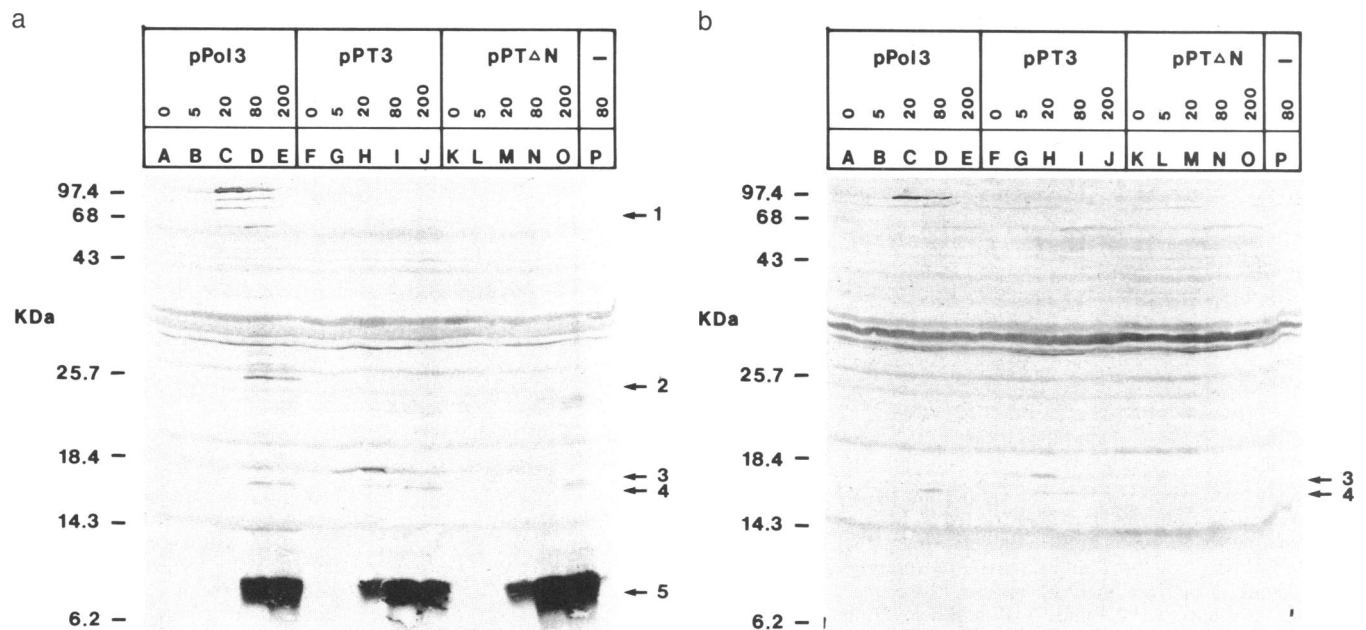 a
pPol3 pPT3 pPT△N –
0 5 20 80 200 0 5 20 80 200 0 5 20 80 200 80
A B C D E F G H I J K L M N O P
97.4 –
68 –
43 –
KDa
25.7 –
18.4 –
14.3 –
6.2 –
← 1
← 2
← 3
← 4
← 5
b
pPol3 pPT3 pPT△N –
0 5 20 80 200 0 5 20 80 200 0 5 20 80 200 80
A B C D E F G H I J K L M N O P
97.4 –
68 –
43 –
KDa
25.7 –
18.4 –
14.3 –
6.2 –
← 3
← 4